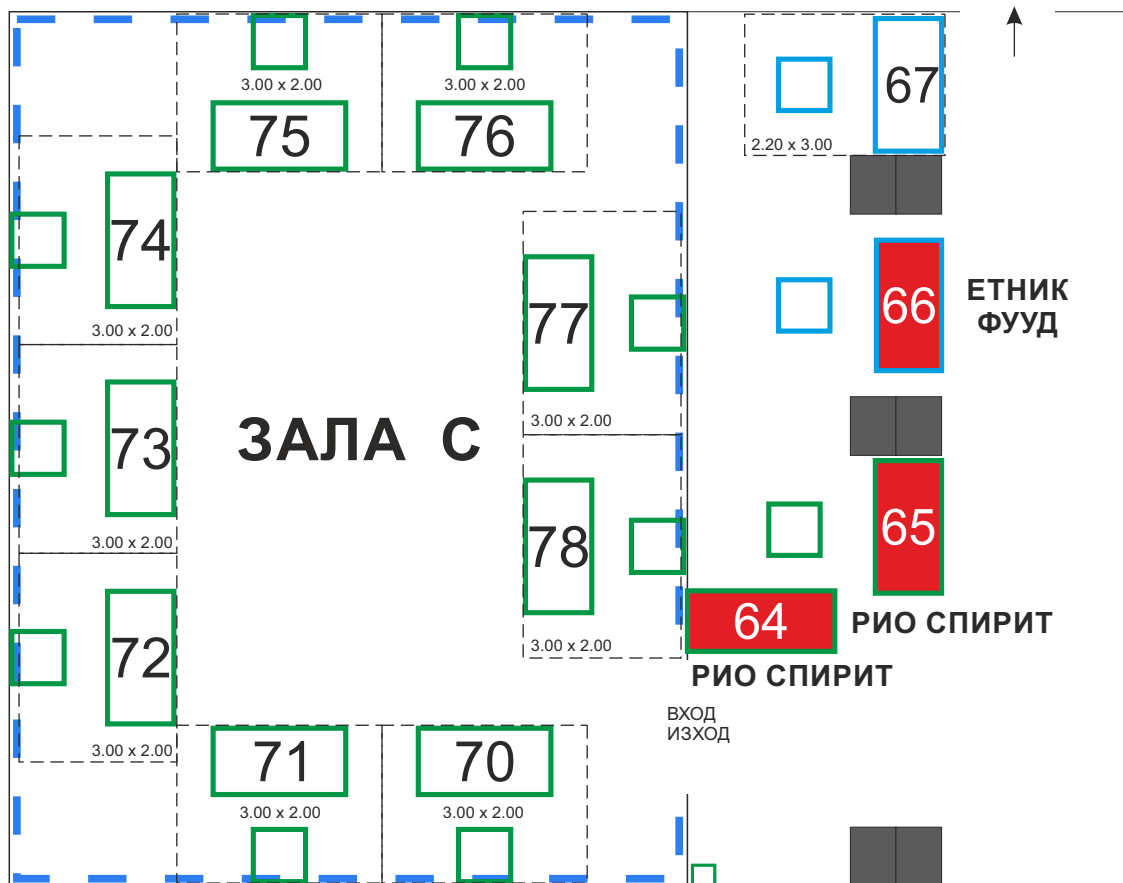 3.00 x 2.00
3.00 x 2.00
75
76
67
2.20 x 3.00
74
3.00 x 2.00
77
3.00 x 2.00
66
ЕТНИК
ФУУД
73
3.00 x 2.00
ЗАЛА С
78
3.00 x 2.00
65
64
РИО СПИРИТ
РИО СПИРИТ
72
3.00 x 2.00
ВХОД
ИЗХОД
71
70
3.00 x 2.00
3.00 x 2.00